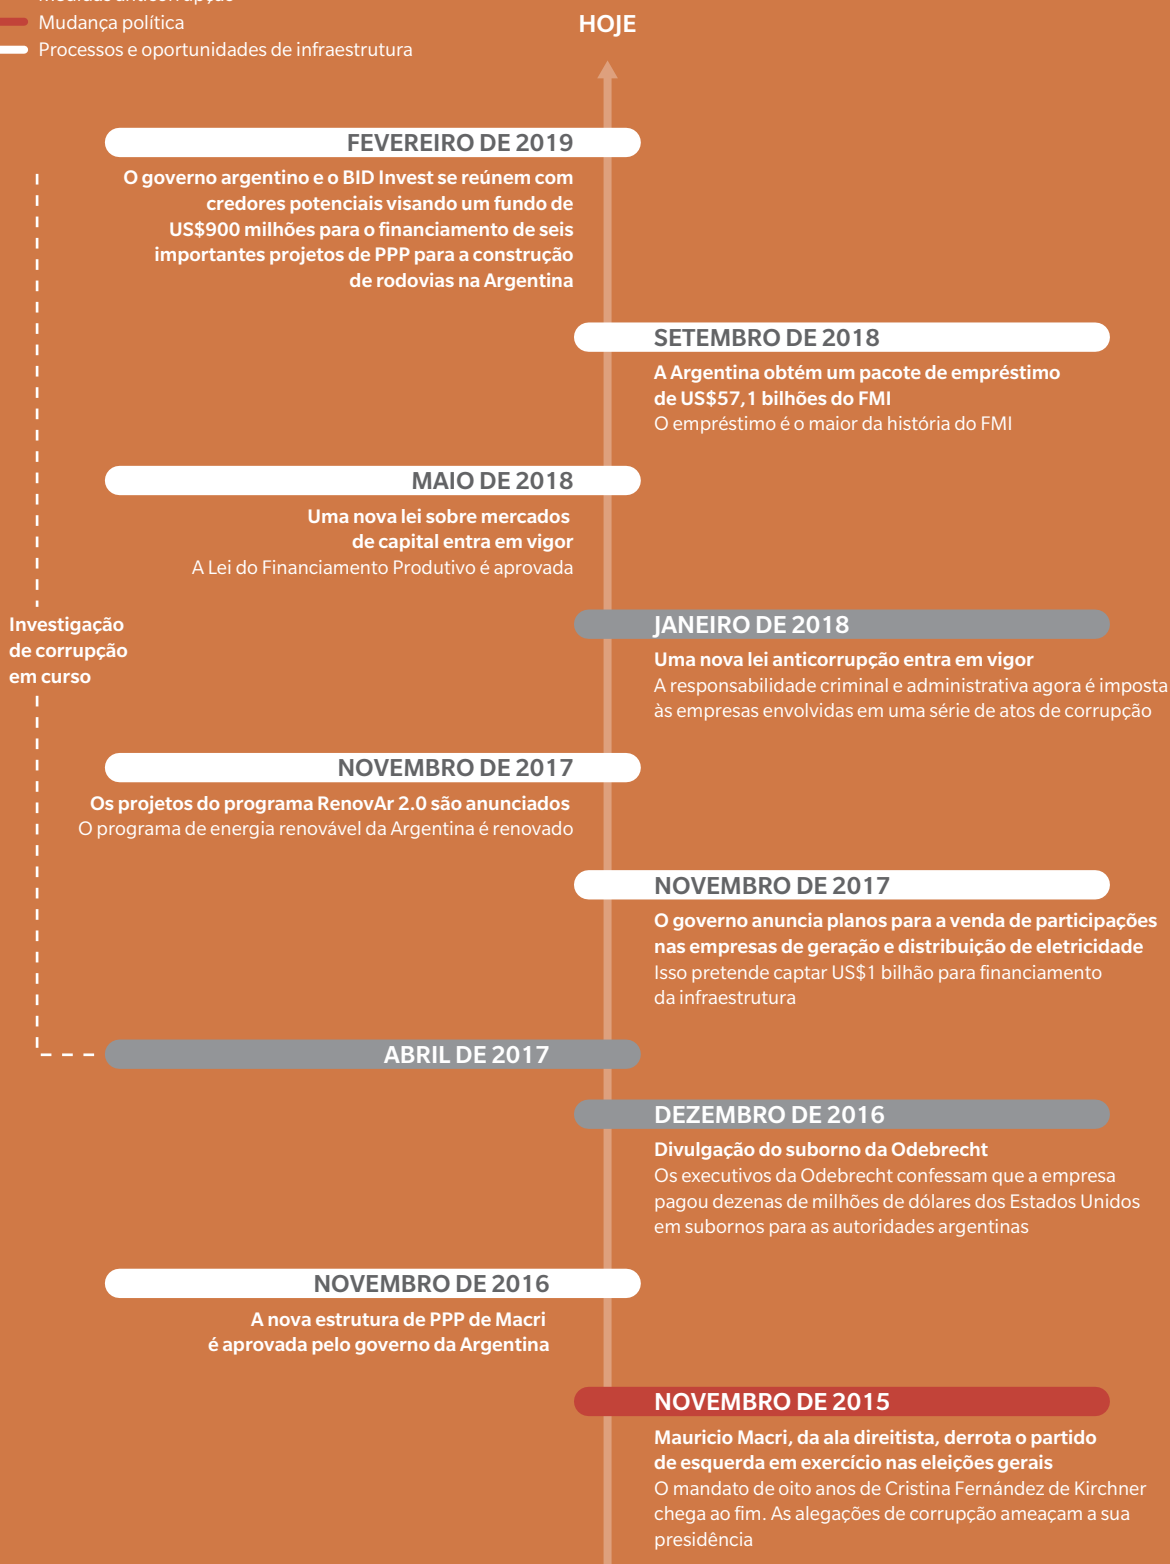 Medidas anticorrupção
Mudança política
Processos e oportunidades de infraestrutura
HOJE
FEVEREIRO DE 2019
O governo argentino e o BID Invest se reúnem com
credores potenciais visando um fundo de
US$900 milhões para o financiamento de seis
importantes projetos de PPP para a construção
de rodovias na Argentina
SETEMBRO DE 2018
A Argentina obtém um pacote de empréstimo
de US$57,1 bilhões do FMI
O empréstimo é o maior da história do FMI
MAIO DE 2018
Uma nova lei sobre mercados
de capital entra em vigor
A Lei do Financiamento Produtivo é aprovada
Investigação
de corrupção
em curso
JANEIRO DE 2018
Uma nova lei anticorrupção entra em vigor
A responsabilidade criminal e administrativa agora é imposta
às empresas envolvidas em uma série de atos de corrupção
NOVEMBRO DE 2017
Os projetos do programa RenovAr 2.0 são anunciados
O programa de energia renovável da Argentina é renovado
NOVEMBRO DE 2017
O governo anuncia planos para a venda de participações
nas empresas de geração e distribuição de eletricidade
Isso pretende captar US$1 bilhão para financiamento
da infraestrutura
ABRIL DE 2017
DEZEMBRO DE 2016
Divulgação do suborno da Odebrecht
Os executivos da Odebrecht confessam que a empresa
pagou dezenas de milhões de dólares dos Estados Unidos
em subornos para as autoridades argentinas
NOVEMBRO DE 2016
A nova estrutura de PPP de Macri
é aprovada pelo governo da Argentina
NOVEMBRO DE 2015
Mauricio Macri, da ala direitista, derrota o partido
de esquerda em exercício nas eleições gerais
O mandato de oito anos de Cristina Fernández de Kirchner
chega ao fim. As alegações de corrupção ameaçam a sua
presidência